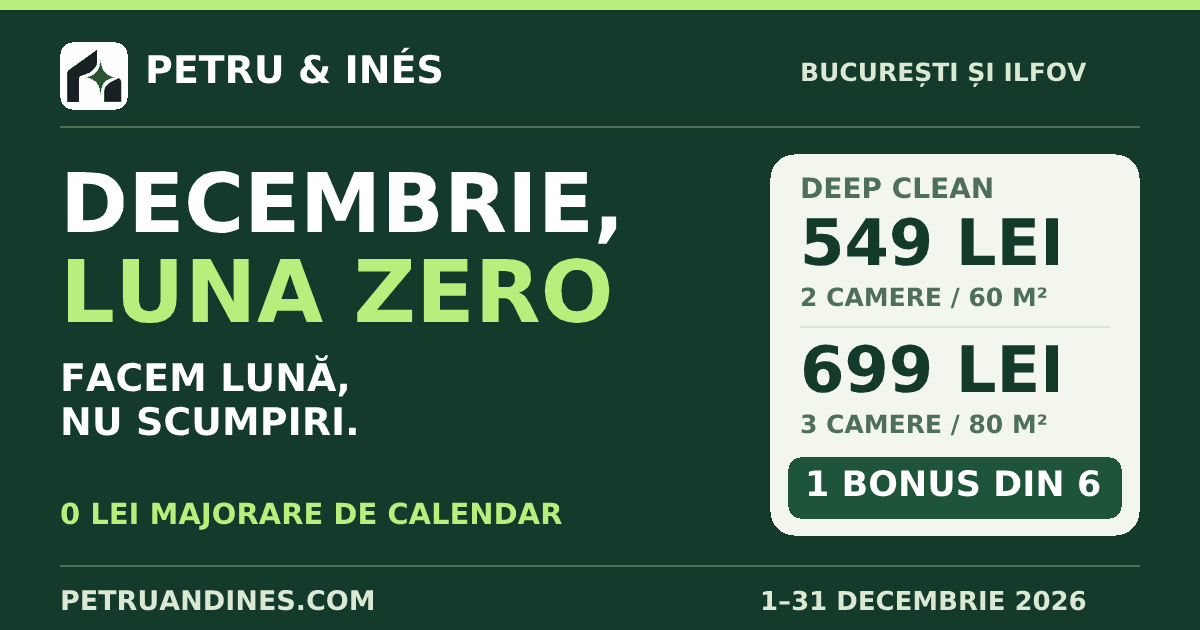 PETRU & INÉS
BUCUREȘTI ȘI ILFOV
DECEMBRIE,
LUNA ZERO
FACEM LUNĂ,
NU SCUMPIRI.
0 LEI MAJORARE DE CALENDAR
DEEP CLEAN
549 LEI
2 CAMERE / 60 M²
699 LEI
3 CAMERE / 80 M²
1 BONUS DIN 6
PETRUANDINES.COM
1–31 DECEMBRIE 2026